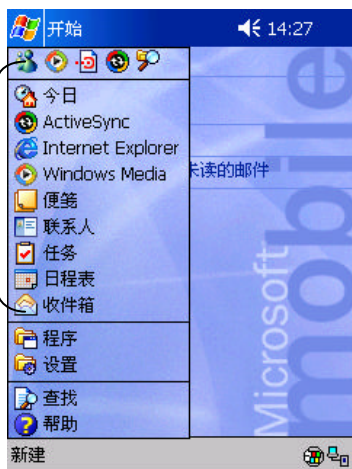 开始 14:27
今日
ActiveSync
Internet Explorer
Windows Media
未读的邮件
便笺
联系人
任务
日程表
收件箱
程序
设置
查找
帮助
新建
Microsoft
mobile